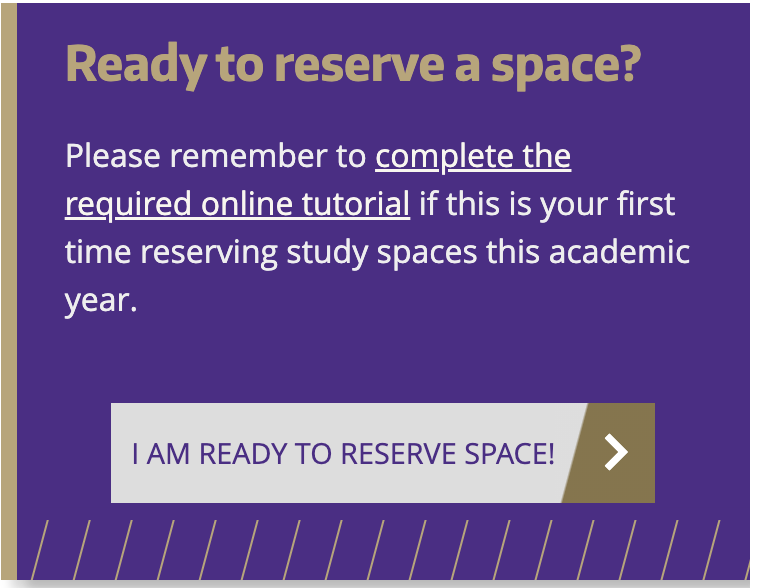 Ready to reserve a space?
Please remember to complete the
required online tutorial if this is your first
time reserving study spaces this academic
year.
I AM READY TO RESERVE SPACE!